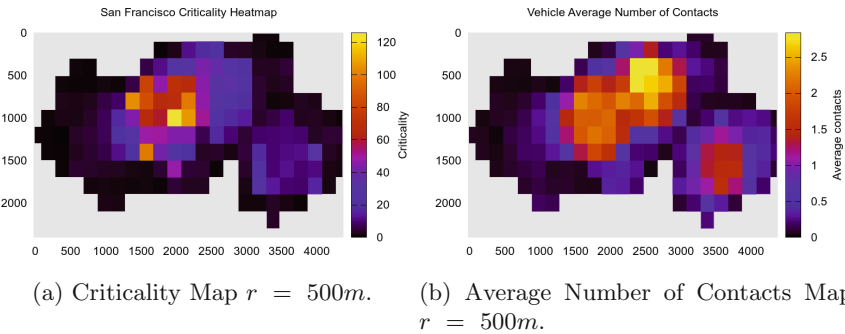 San Francisco Criticality Heatmap
0
500
1000
1500
2000
0 500 1000 1500 2000 2500 3000 3500 4000
120
100
80
60
40
20
0
Criticality
Vehicle Average Number of Contacts
0
500
1000
1500
2000
0 500 1000 1500 2000 2500 3000 3500 4000
2.5
2
1.5
1
0.5
0
Average contacts
(a) Criticality Map r = 500m.
(b) Average Number of Contacts Map
r = 500m.